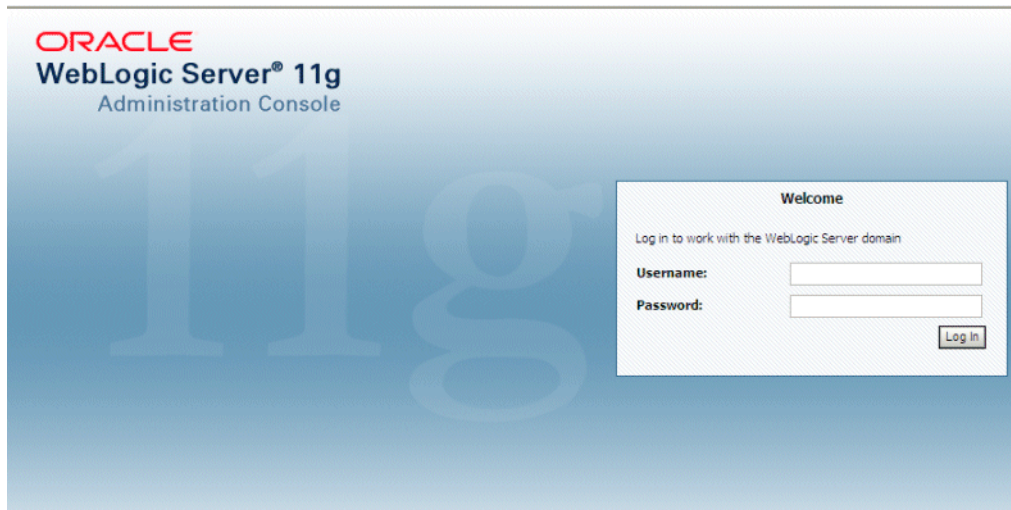 ORACLE
WebLogic Server® 11g
Administration Console
11g
Welcome
Log in to work with the WebLogic Server domain
Username:
Password:
Log In